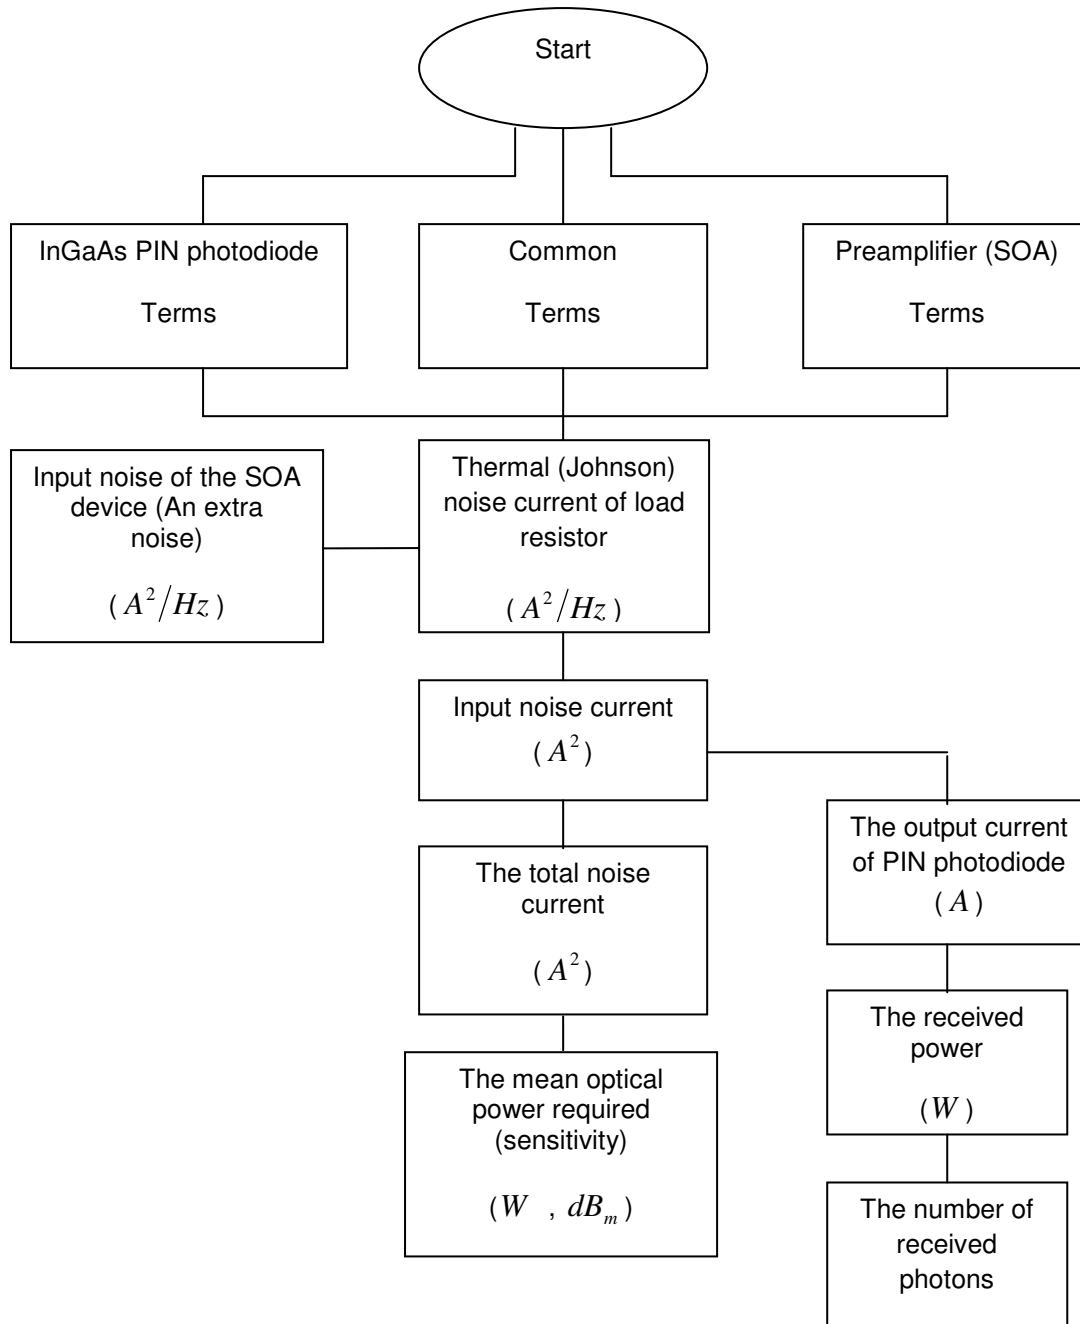 Start
InGaAs PIN photodiode
Terms
Common
Terms
Preamplifier (SOA)
Terms
Input noise of the SOA
device (An extra
noise)
( A²/Hz )
Thermal (Johnson)
noise current of load
resistor
( A²/Hz )
Input noise current
( A² )
The output current
of PIN photodiode
( A )
The total noise
current
( A² )
The received
power
( W )
The mean optical
power required
(sensitivity)
( W , dBₘ )
The number of
received
photons